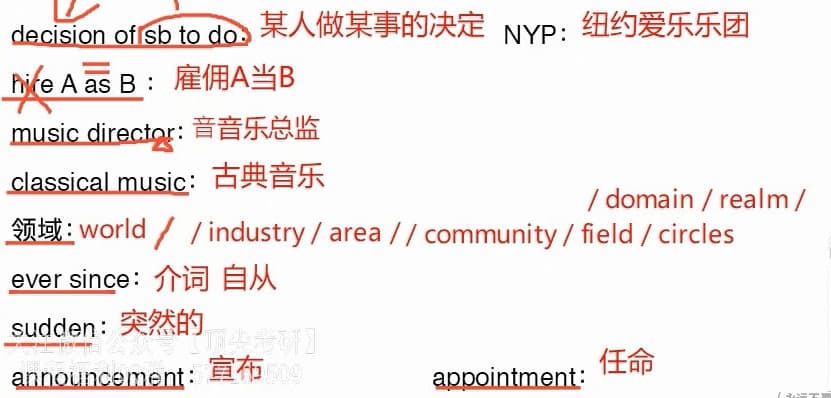 decision of sb to do: 某人做某事的决定 NYP: 纽约爱乐乐团
hire A as B : 雇佣A当B
music director: 音音乐总监
classical music: 古典音乐
/ domain / realm /
领域: world / / industry / area / / community / field / circles
ever since: 介词 自从
sudden: 突然的
announcement: 宣布 appointment: 任命